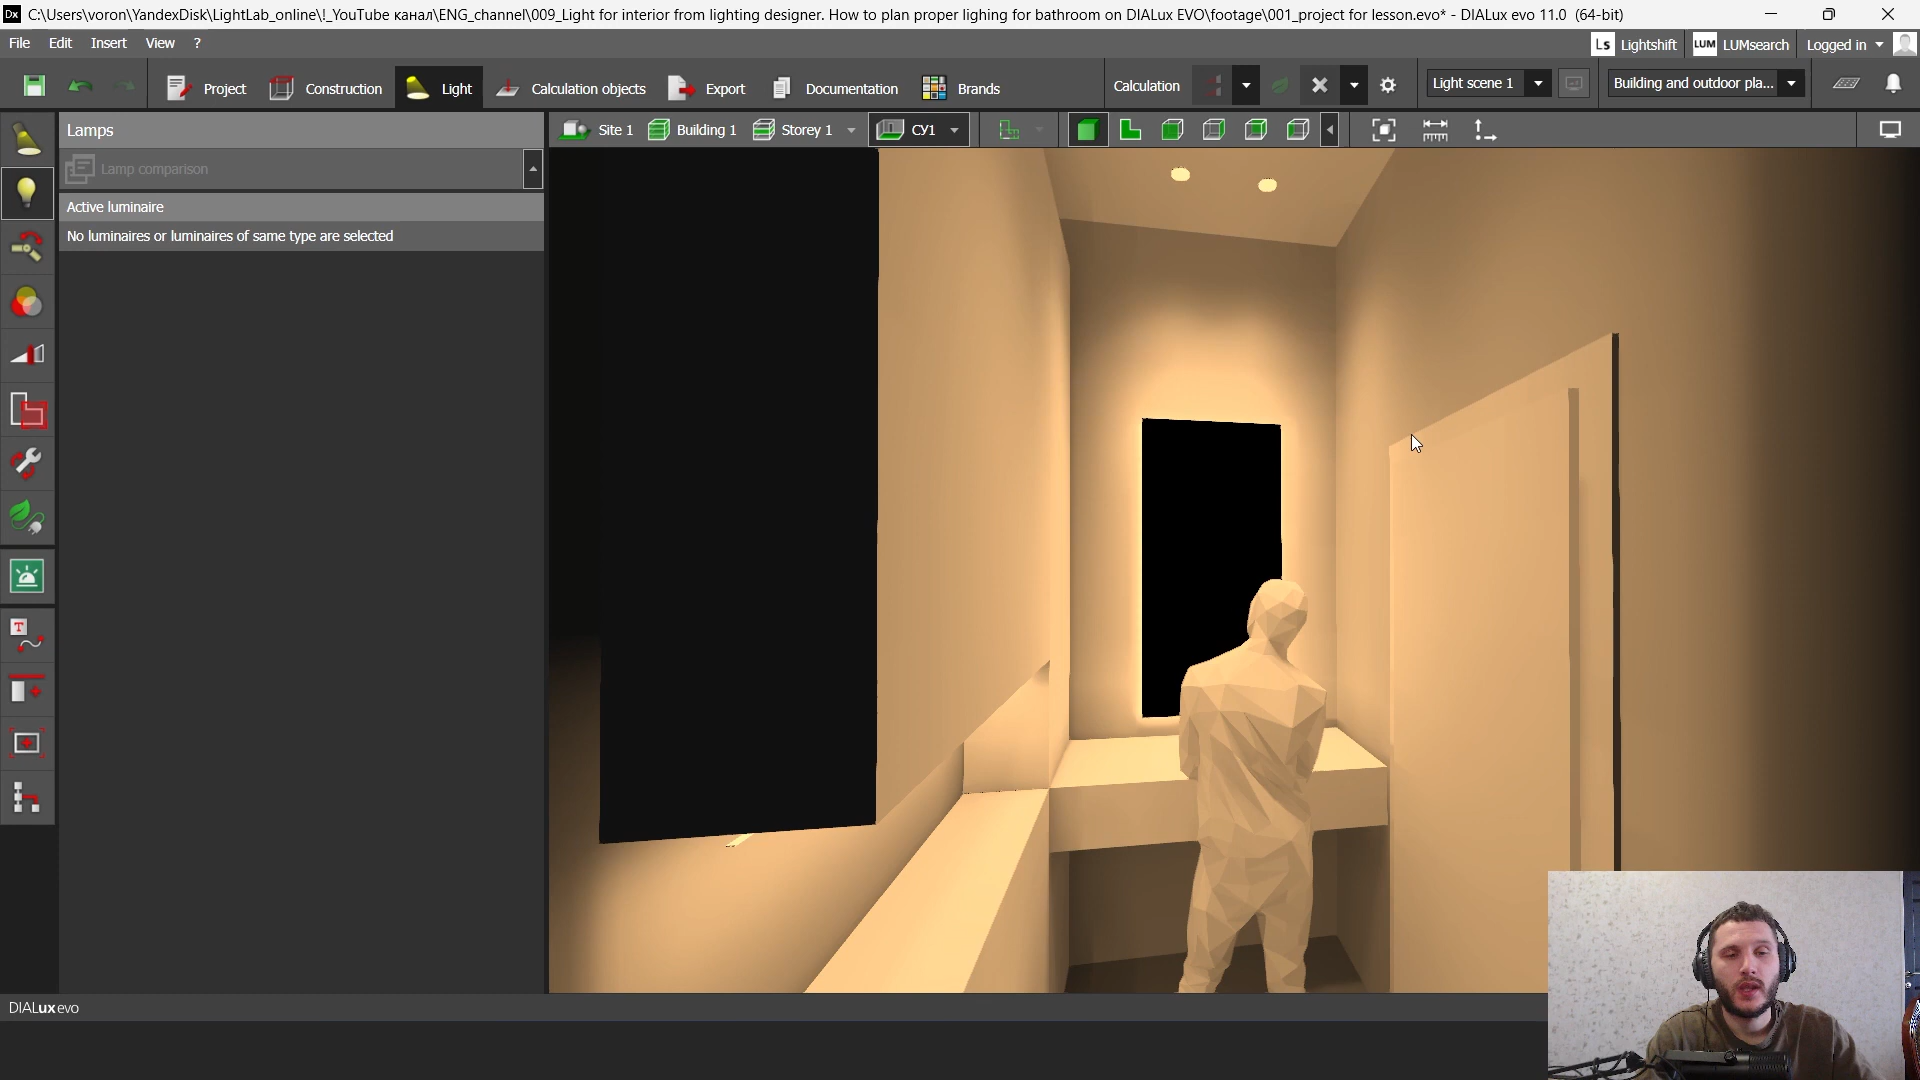 C:\Users\voron\YandexDisk\LightLab_online\!_YouTube канал\ENG_channel\009_Light for interior from lighting designer. How to plan proper lighing for bathroom on DIALux EVO\footage\001_project for lesson.evo* - DIALux evo 11.0 (64-bit)
File Edit Insert View ?
Ls Lightshift LUM LUMsearch Logged in
Project Construction Light Calculation objects Export Documentation Brands Calculation Light scene 1 Building and outdoor pla...
Lamps
Site 1 Building 1 Storey 1 СУ1
Lamp comparison
Active luminaire
No luminaires or luminaires of same type are selected
DIALux evo